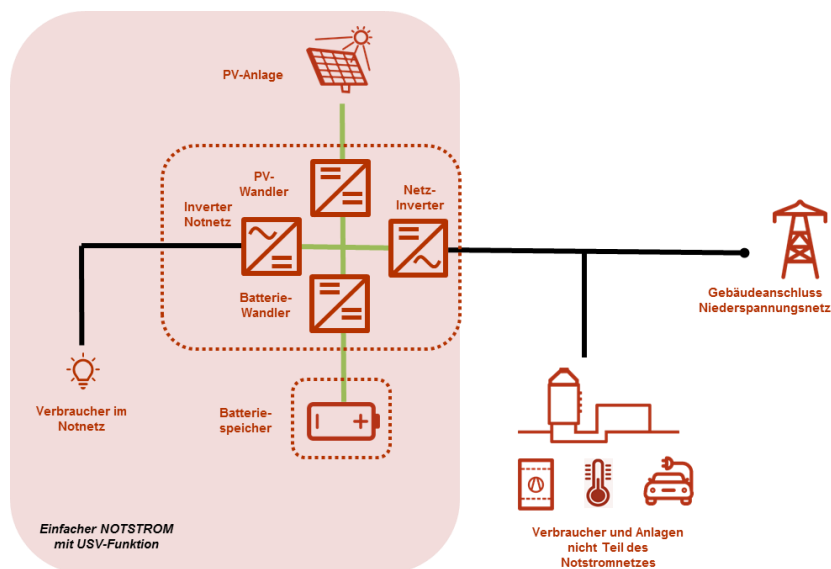 PV-Anlage
PV-
Wandler
Netz-
Inverter
Inverter
Notnetz
Batterie-
Wandler
Gebäudeanschluss
Niederspannungsnetz
Verbraucher im
Notnetz
Batterie-
speicher
Einfacher NOTSTROM
mit USV-Funktion
Verbraucher und Anlagen
nicht Teil des
Notstromnetzes